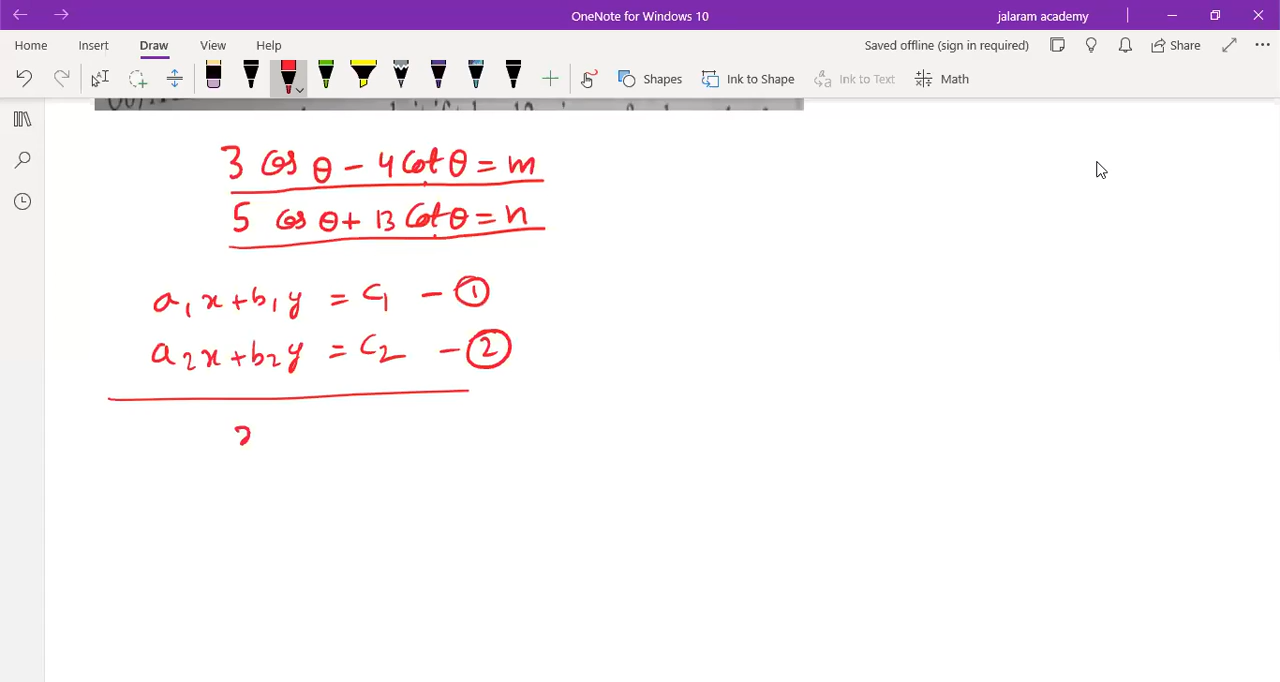 OneNote for Windows 10
jalaram academy
Home Insert Draw View Help
Saved offline (sign in required)
Share
Shapes
Ink to Shape
Ink to Text
Math
3 cos θ - 4 cot θ = m
5 cos θ + 13 cot θ = n
a₁x + b₁y = c₁ - ①
a₂x + b₂y = c₂ - ②